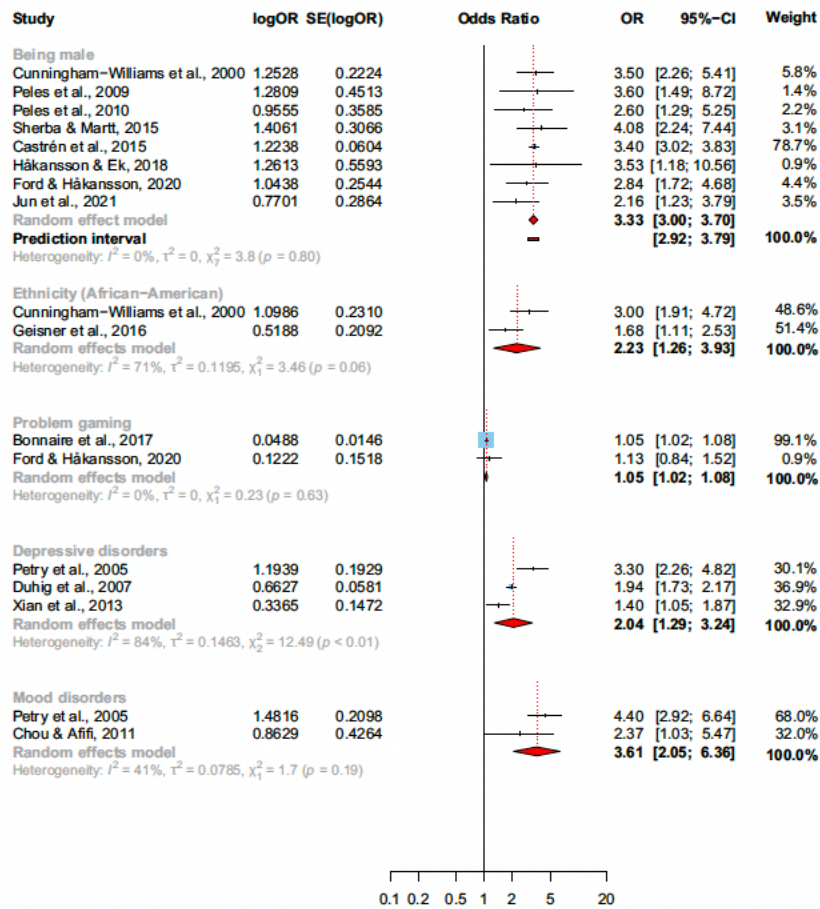 Study logOR SE(logOR) Odds Ratio OR 95%−CI Weight
Being male
Cunningham−Williams et al., 2000 1.2528 0.2224 3.50 [2.26; 5.41] 5.8%
Peles et al., 2009 1.2809 0.4513 3.60 [1.49; 8.72] 1.4%
Peles et al., 2010 0.9555 0.3585 2.60 [1.29; 5.25] 2.2%
Sherba & Martt, 2015 1.4061 0.3066 4.08 [2.24; 7.44] 3.1%
Castrén et al., 2015 1.2238 0.0604 3.40 [3.02; 3.83] 78.7%
Håkansson & Ek, 2018 1.2613 0.5593 3.53 [1.18; 10.56] 0.9%
Ford & Håkansson, 2020 1.0438 0.2544 2.84 [1.72; 4.68] 4.4%
Jun et al., 2021 0.7701 0.2864 2.16 [1.23; 3.79] 3.5%
Random effect model 3.33 [3.00; 3.70]
Prediction interval [2.92; 3.79] 100.0%
Heterogeneity: I² = 0%, τ² = 0, χ²₇ = 3.8 (p = 0.80)
Ethnicity (African−American)
Cunningham−Williams et al., 2000 1.0986 0.2310 3.00 [1.91; 4.72] 48.6%
Geisner et al., 2016 0.5188 0.2092 1.68 [1.11; 2.53] 51.4%
Random effects model 2.23 [1.26; 3.93] 100.0%
Heterogeneity: I² = 71%, τ² = 0.1195, χ²₁ = 3.46 (p = 0.06)
Problem gaming
Bonnaire et al., 2017 0.0488 0.0146 1.05 [1.02; 1.08] 99.1%
Ford & Håkansson, 2020 0.1222 0.1518 1.13 [0.84; 1.52] 0.9%
Random effects model 1.05 [1.02; 1.08] 100.0%
Heterogeneity: I² = 0%, τ² = 0, χ²₁ = 0.23 (p = 0.63)
Depressive disorders
Petry et al., 2005 1.1939 0.1929 3.30 [2.26; 4.82] 30.1%
Duhig et al., 2007 0.6627 0.0581 1.94 [1.73; 2.17] 36.9%
Xian et al., 2013 0.3365 0.1472 1.40 [1.05; 1.87] 32.9%
Random effects model 2.04 [1.29; 3.24] 100.0%
Heterogeneity: I² = 84%, τ² = 0.1463, χ²₂ = 12.49 (p < 0.01)
Mood disorders
Petry et al., 2005 1.4816 0.2098 4.40 [2.92; 6.64] 68.0%
Chou & Afifi, 2011 0.8629 0.4264 2.37 [1.03; 5.47] 32.0%
Random effects model 3.61 [2.05; 6.36] 100.0%
Heterogeneity: I² = 41%, τ² = 0.0785, χ²₁ = 1.7 (p = 0.19)
0.1 0.2 0.5 1 2 5 20